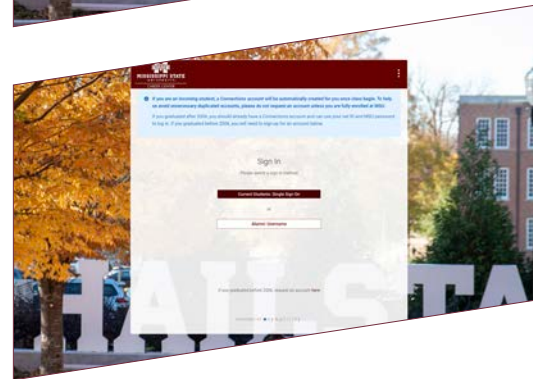 MISSISSIPPI STATE
UNIVERSITY
CAREER CENTER
If you are an incoming student, a Connections account will be automatically created for you once class begin. To help
us avoid unnecessary duplicated accounts, please do not request an account unless you are fully enrolled at MSU.
If you graduated after 2006, you should already have a Connections account and can use your net ID and MSU password
to log in. If you graduated before 2006, you will need to sign up for an account below.
Sign In
Please select a sign in method
Current Students: Single Sign On
or
Alumni: Username
If you graduated before 2006, request an account here.
HAIL STA